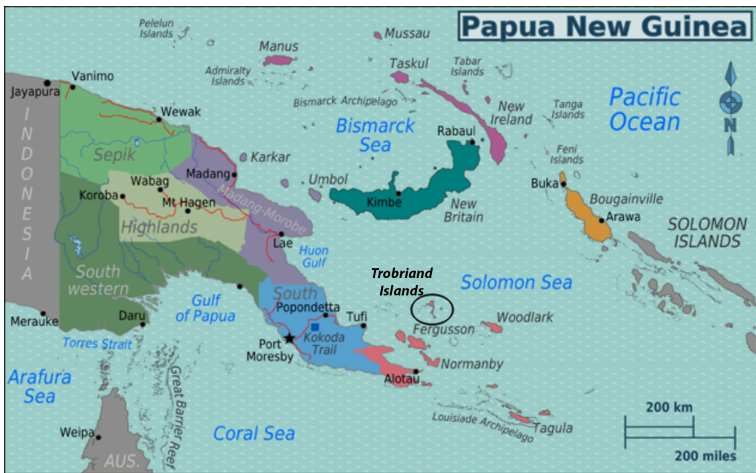 Papua New Guinea
Pelelun
Islands
Manus
Mussau
Taskul
Tabar
Islands
Admiralty
Islands
Bismarck Archipelago
New
Ireland
Pacific
Ocean
N
Vanimo
Jayapura
Wewak
Bismarck
Sea
Rabaul
Tanga
Islands
Feni
Islands
INDONESIA
Sepik
Karkar
Madang
Umbol
Madang-Morobe
Kimbe
New
Britain
Buka
Bougainville
Arawa
Wabag
Koroba
Mt Hagen
Highlands
Lae
Huon
Gulf
SOLOMON
ISLANDS
South
western
Trobriand
Islands
Solomon Sea
Gulf
of Papua
South
Popondetta
Tufi
Merauke
Daru
Kokoda
Trail
Port
Moresby
Fergusson
Woodlark
Torres Strait
Normanby
Alotau
Arafura
Sea
Great Barrier Reef
Louisiade Archipelago
Tagula
Weipa
AUS.
Coral Sea
200 km
200 miles